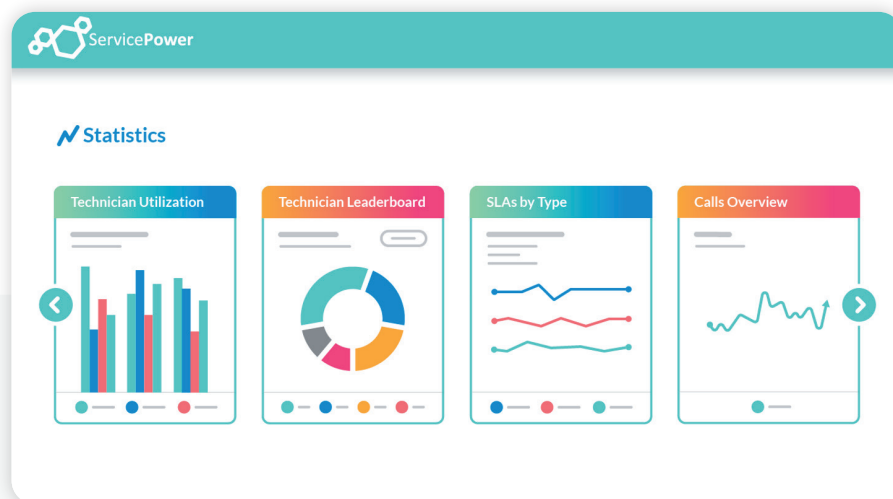 ServicePower
Statistics
Technician Utilization
Technician Leaderboard
SLAs by Type
Calls Overview